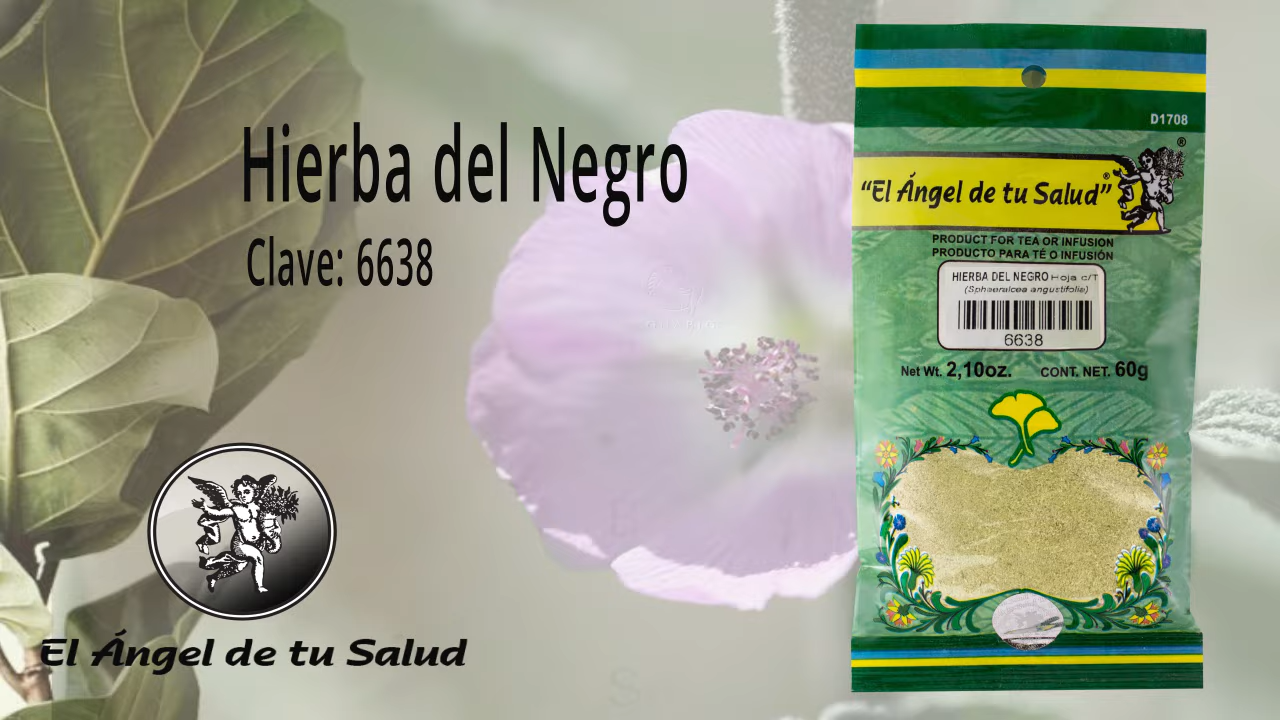 Hierba del Negro
Clave: 6638
El Ángel de tu Salud
D1708
®
“El Ángel de tu Salud”®
PRODUCT FOR TEA OR INFUSION
PRODUCTO PARA TÉ O INFUSIÓN
HIERBA DEL NEGRO Hoja c/T
(Sphaeralcea angustifolia)
6638
Net Wt. 2,10oz. CONT. NET. 60g